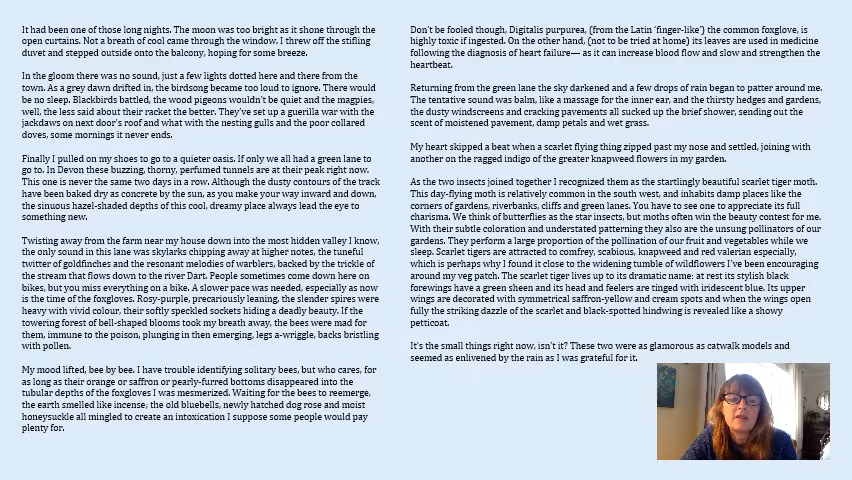 It had been one of those long nights. The moon was too bright as it shone through the
open curtains. Not a breath of cool came through the window. I threw off the stifling
duvet and stepped outside onto the balcony, hoping for some breeze.
In the gloom there was no sound, just a few lights dotted here and there from the
town. As a grey dawn drifted in, the birdsong became too loud to ignore. There would
be no sleep. Blackbirds battled, the wood pigeons wouldn't be quiet and the magpies,
well, the less said about their racket the better. They've set up a guerilla war with the
jackdaws on next door's roof and what with the nesting gulls and the poor collared
doves, some mornings it never ends.
Finally I pulled on my shoes to go to a quieter oasis. If only we all had a green lane to
go to. In Devon these buzzing, thorny, perfumed tunnels are at their peak right now.
This one is never the same two days in a row. Although the dusty contours of the track
have been baked dry as concrete by the sun, as you make your way inward and down,
the sinuous hazel-shaded depths of this cool, dreamy place always lead the eye to
something new.
Twisting away from the farm near my house down into the most hidden valley I know,
the only sound in this lane was skylarks chipping away at higher notes, the tuneful
twitter of goldfinches and the resonant melodies of warblers, backed by the trickle of
the stream that flows down to the river Dart. People sometimes come down here on
bikes, but you miss everything on a bike. A slower pace was needed, especially as now
is the time of the foxgloves. Rosy-purple, precariously leaning, the slender spires were
heavy with vivid colour, their softly speckled sockets hiding a deadly beauty. If the
towering forest of bell-shaped blooms took my breath away, the bees were mad for
them, immune to the poison, plunging in then emerging, legs a-wriggle, backs bristling
with pollen.
My mood lifted, bee by bee. I have trouble identifying solitary bees, but who cares, for
as long as their orange or saffron or pearly-furred bottoms disappeared into the
tubular depths of the foxgloves I was mesmerized. Waiting for the bees to reemerge,
the earth smelled like incense; the old bluebells, newly hatched dog rose and moist
honeysuckle all mingled to create an intoxication I suppose some people would pay
plenty for.
Don't be fooled though, Digitalis purpurea, (from the Latin 'finger-like') the common foxglove, is
highly toxic if ingested. On the other hand, (not to be tried at home) its leaves are used in medicine
following the diagnosis of heart failure— as it can increase blood flow and slow and strengthen the
heartbeat.
Returning from the green lane the sky darkened and a few drops of rain began to patter around me.
The tentative sound was balm, like a massage for the inner ear, and the thirsty hedges and gardens,
the dusty windscreens and cracking pavements all sucked up the brief shower, sending out the
scent of moistened pavement, damp petals and wet grass.
My heart skipped a beat when a scarlet flying thing zipped past my nose and settled, joining with
another on the ragged indigo of the greater knapweed flowers in my garden.
As the two insects joined together I recognized them as the startlingly beautiful scarlet tiger moth.
This day-flying moth is relatively common in the south west, and inhabits damp places like the
corners of gardens, riverbanks, cliffs and green lanes. You have to see one to appreciate its full
charisma. We think of butterflies as the star insects, but moths often win the beauty contest for me.
With their subtle coloration and understated patterning they also are the unsung pollinators of our
gardens. They perform a large proportion of the pollination of our fruit and vegetables while we
sleep. Scarlet tigers are attracted to comfrey, scabious, knapweed and red valerian especially,
which is perhaps why I found it close to the widening tumble of wildflowers I've been encouraging
around my veg patch. The scarlet tiger lives up to its dramatic name: at rest its stylish black
forewings have a green sheen and its head and feelers are tinged with iridescent blue. Its upper
wings are decorated with symmetrical saffron-yellow and cream spots and when the wings open
fully the striking dazzle of the scarlet and black-spotted hindwing is revealed like a showy
petticoat.
It's the small things right now, isn't it? These two were as glamorous as catwalk models and
seemed as enlivened by the rain as I was grateful for it.